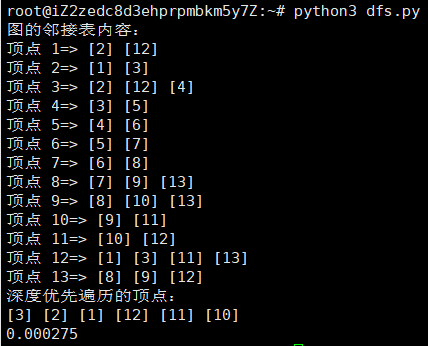 root@iZ2zedc8d3ehprpmbkm5y7Z:~# python3 dfs.py
图的邻接表内容：
顶点 1=> [2] [12]
顶点 2=> [1] [3]
顶点 3=> [2] [12] [4]
顶点 4=> [3] [5]
顶点 5=> [4] [6]
顶点 6=> [5] [7]
顶点 7=> [6] [8]
顶点 8=> [7] [9] [13]
顶点 9=> [8] [10] [13]
顶点 10=> [9] [11]
顶点 11=> [10] [12]
顶点 12=> [1] [3] [11] [13]
顶点 13=> [8] [9] [12]
深度优先遍历的顶点：
[3] [2] [1] [12] [11] [10]
0.000275